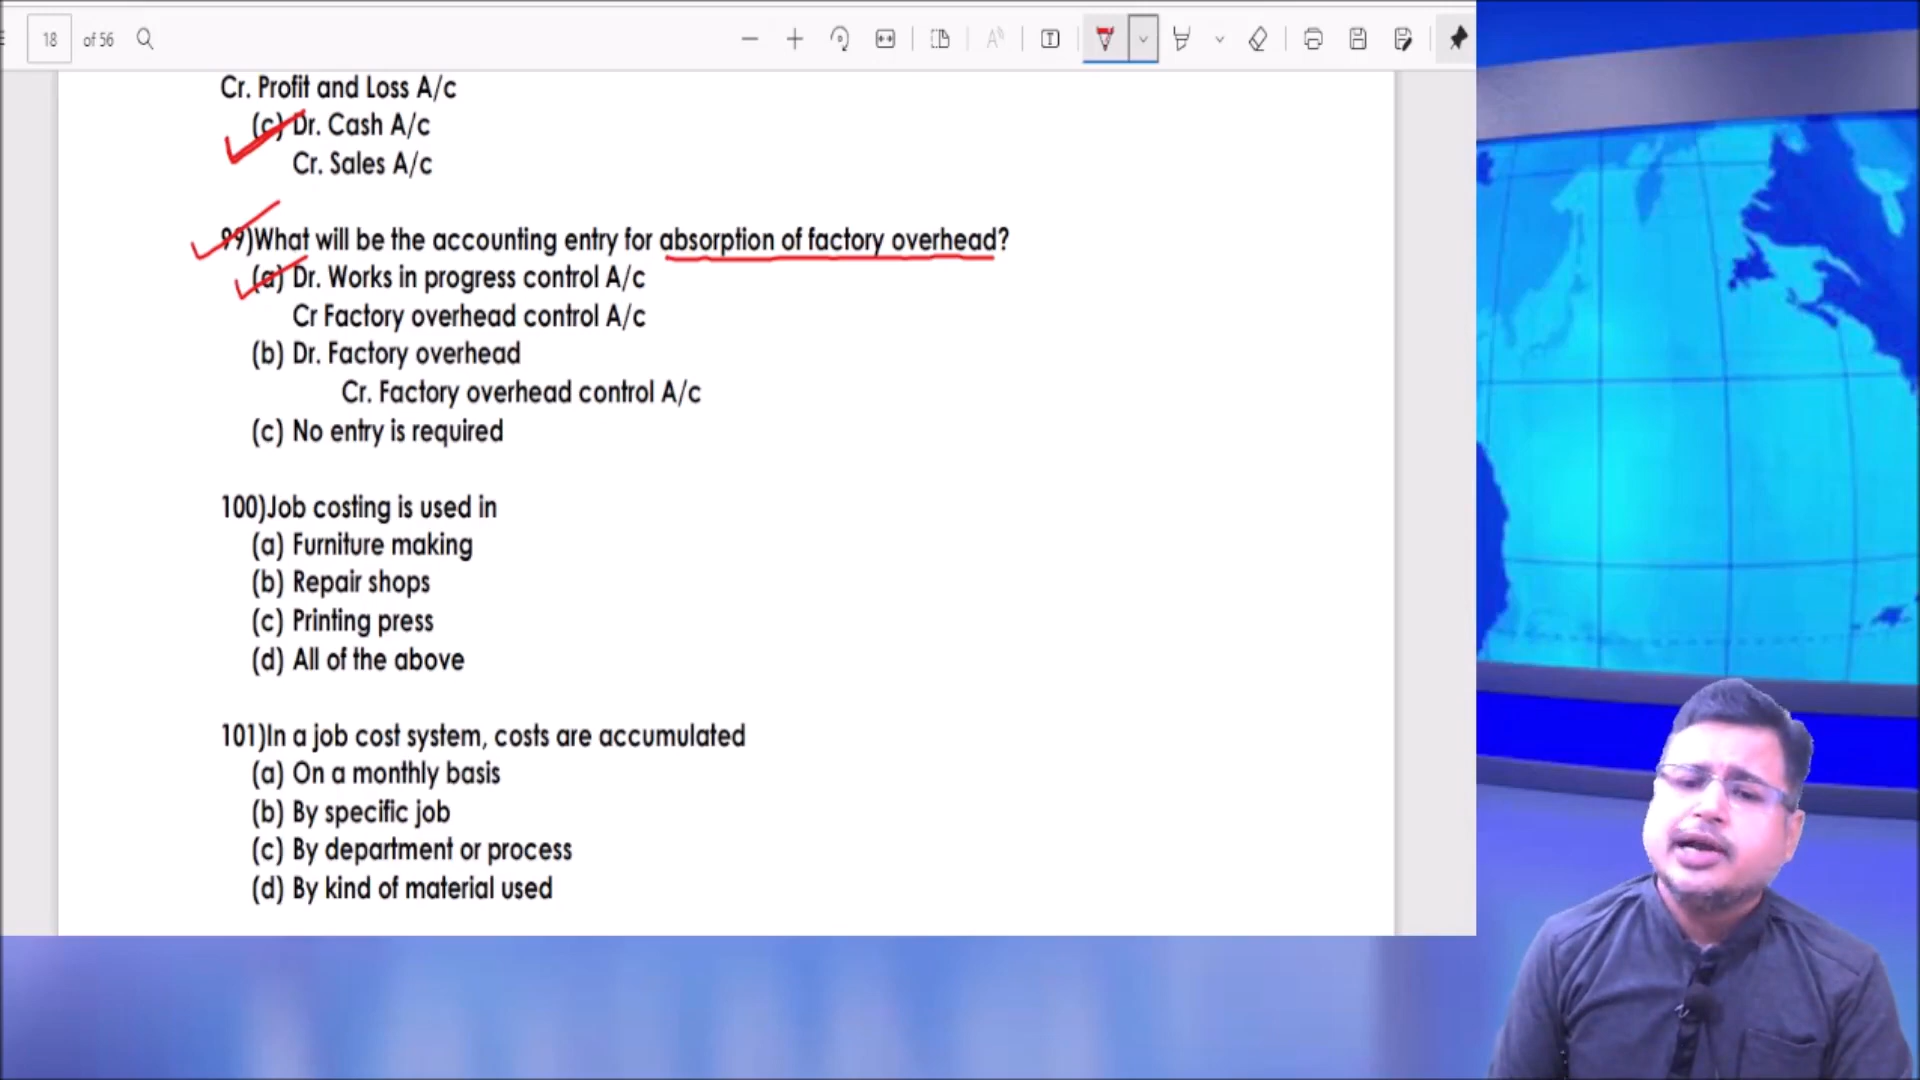 18 of 56
Cr. Profit and Loss A/c
(c) Dr. Cash A/c
Cr. Sales A/c
99)What will be the accounting entry for absorption of factory overhead?
(a) Dr. Works in progress control A/c
Cr Factory overhead control A/c
(b) Dr. Factory overhead
Cr. Factory overhead control A/c
(c) No entry is required
100)Job costing is used in
(a) Furniture making
(b) Repair shops
(c) Printing press
(d) All of the above
101)In a job cost system, costs are accumulated
(a) On a monthly basis
(b) By specific job
(c) By department or process
(d) By kind of material used